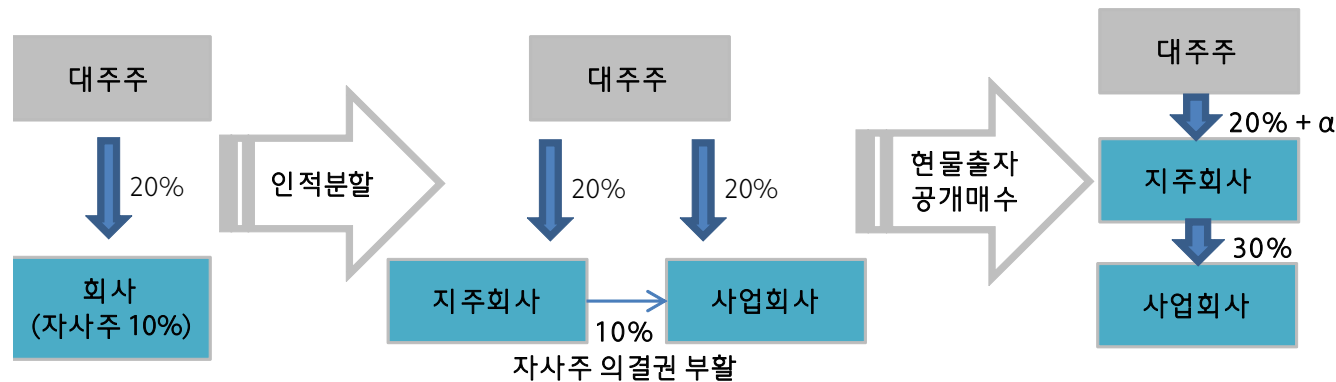 대주주
20%
회사
(자사주 10%)
인적분할
대주주
20%
20%
지주회사
사업회사
10%
자사주 의결권 부활
현물출자
공개매수
대주주
20% + α
지주회사
30%
사업회사